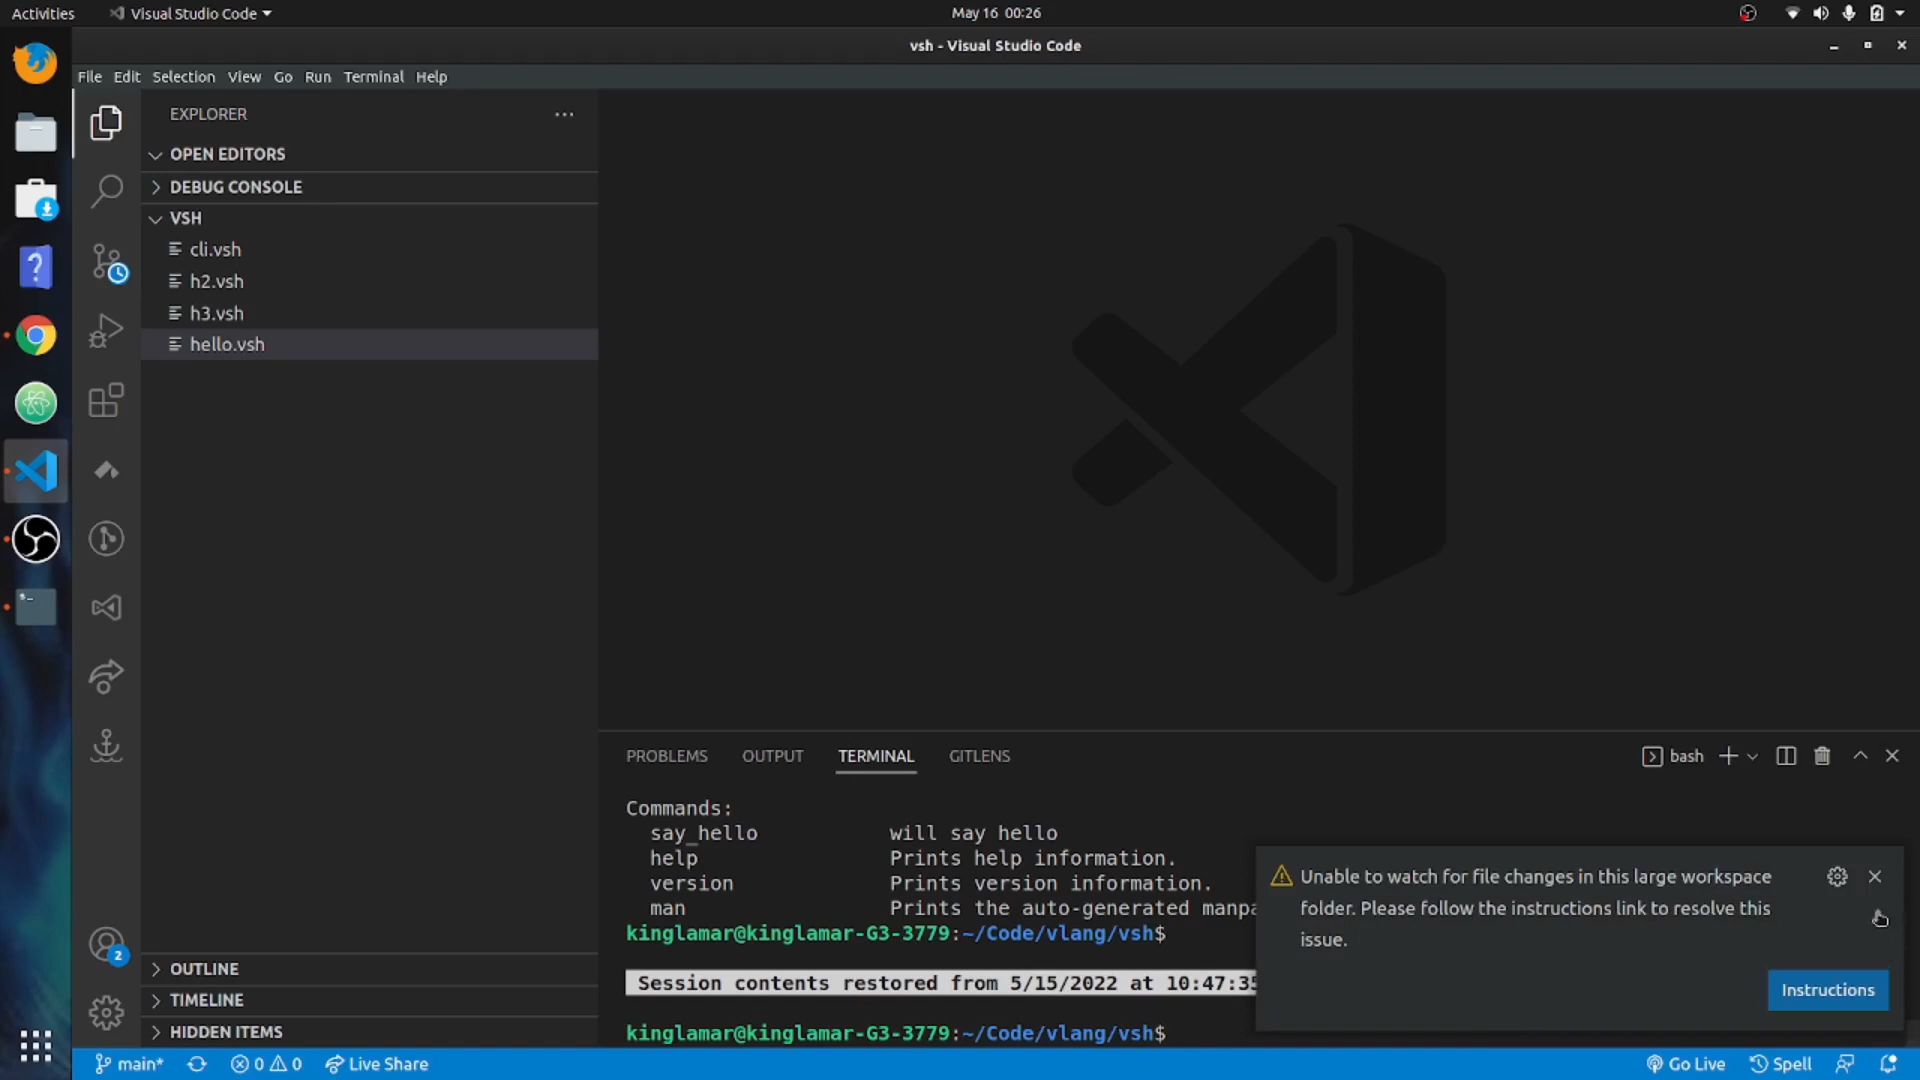 Activities
Visual Studio Code
May 16 00:26
vsh - Visual Studio Code
File Edit Selection View Go Run Terminal Help
EXPLORER
OPEN EDITORS
DEBUG CONSOLE
VSH
cli.vsh
h2.vsh
h3.vsh
hello.vsh
OUTLINE
TIMELINE
HIDDEN ITEMS
PROBLEMS OUTPUT TERMINAL GITLENS
bash
Commands:
say_hello will say hello
help Prints help information.
version Prints version information.
man Prints the auto-generated manpa
kinglamar@kinglamar-G3-3779:~/Code/vlang/vsh$
Session contents restored from 5/15/2022 at 10:47:35
kinglamar@kinglamar-G3-3779:~/Code/vlang/vsh$
Unable to watch for file changes in this large workspace
folder. Please follow the instructions link to resolve this
issue.
Instructions
2
main* 0 0 Live Share
Go Live Spell